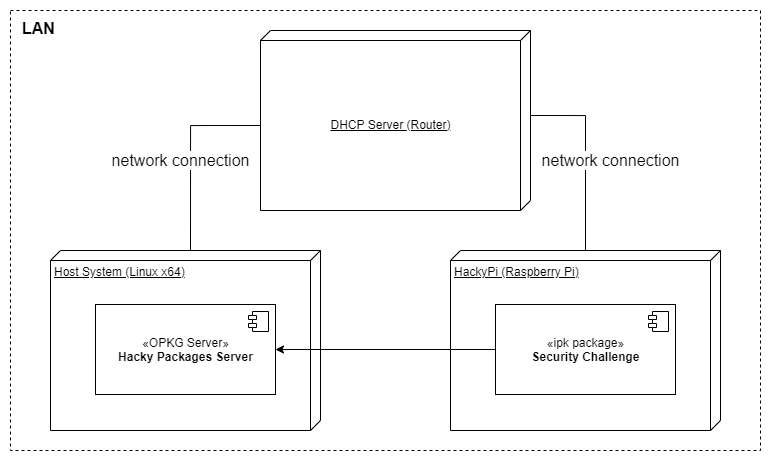 LAN
DHCP Server (Router)
network connection
network connection
Host System (Linux x64)
HackyPi (Raspberry Pi)
«OPKG Server»
Hacky Packages Server
«ipk package»
Security Challenge